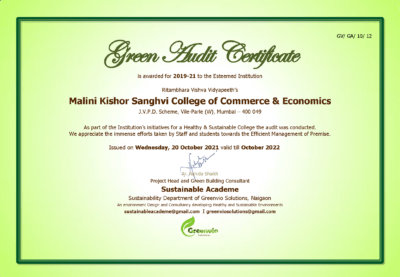 GV/ GA/ 10/ 12
Green Audit Certificate
is awarded for 2019-21 to the Esteemed Institution
Ritambhara Vishva Vidyapeeth's
Malini Kishor Sanghvi College of Commerce & Economics
J.V.P.D. Scheme, Vile Parle (W), Mumbai - 400 049
As part of the Institution's initiatives for a Healthy & Sustainable College the audit was conducted.
We appreciate the immense efforts taken by Staff and students towards the Efficient Management of Premise.
Issued on Wednesday, 20 October 2021 valid till October 2022
Project Head and Green Building Consultant
Sustainable Academe
Sustainability Department of Greenvio Solutions, Naigaon
An Environment Design and Consultancy developing Healthy and Sustainable Environments
sustainableacademe@gmail.com | greenviosolutions@gmail.com
Greenvio